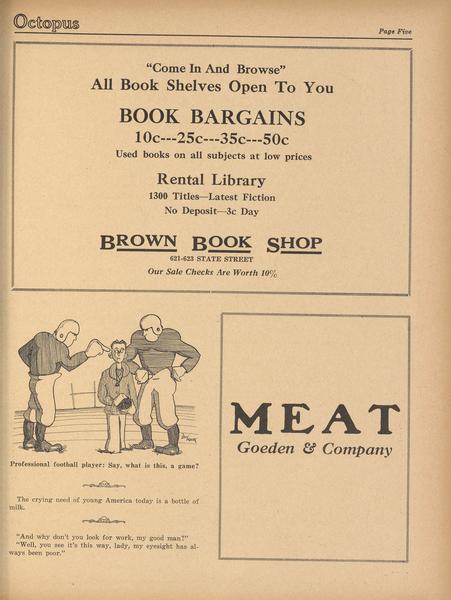 Octopus
Page Five
"Come In And Browse"
All Book Shelves Open To You
BOOK BARGAINS
10c---25c---35c---50c
Used books on all subjects at low prices
Rental Library
1300 Titles—Latest Fiction
No Deposit—3c Day
BROWN BOOK SHOP
621-623 STATE STREET
Our Sale Checks Are Worth 10%
Professional football player: Say, what is this, a game?
The crying need of young America today is a bottle of
milk.
"And why don't you look for work, my good man?"
"Well, you see it's this way, lady, my eyesight has al-
ways been poor."
MEAT
Goeden & Company